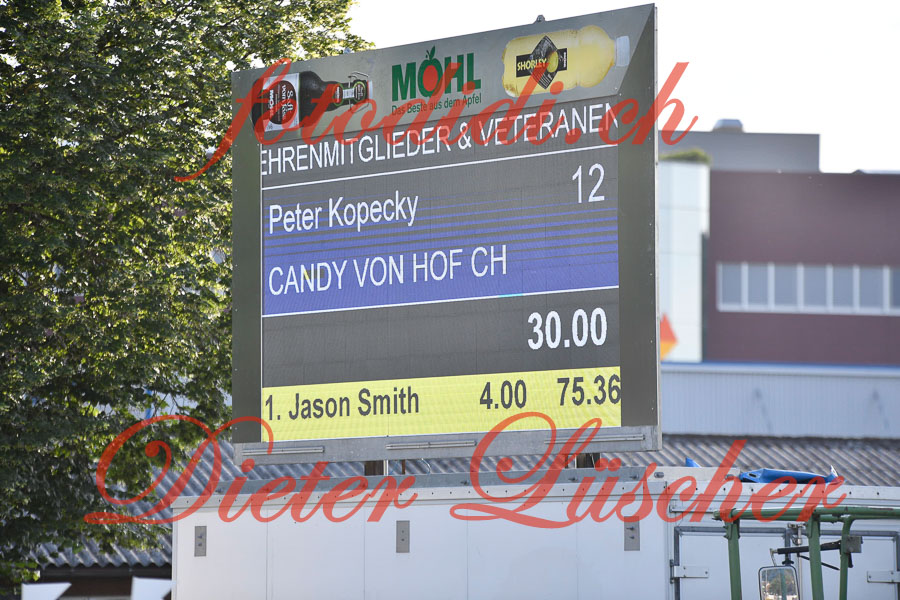 MÖHL
Das Beste aus dem Apfel
SHORLEY
fotodidi.ch
EHRENMITGLIEDER & VETERANEN
12
Peter Kopecky
CANDY VON HOF CH
30.00
1. Jason Smith 4.00 75.36
Dieter Lüscher